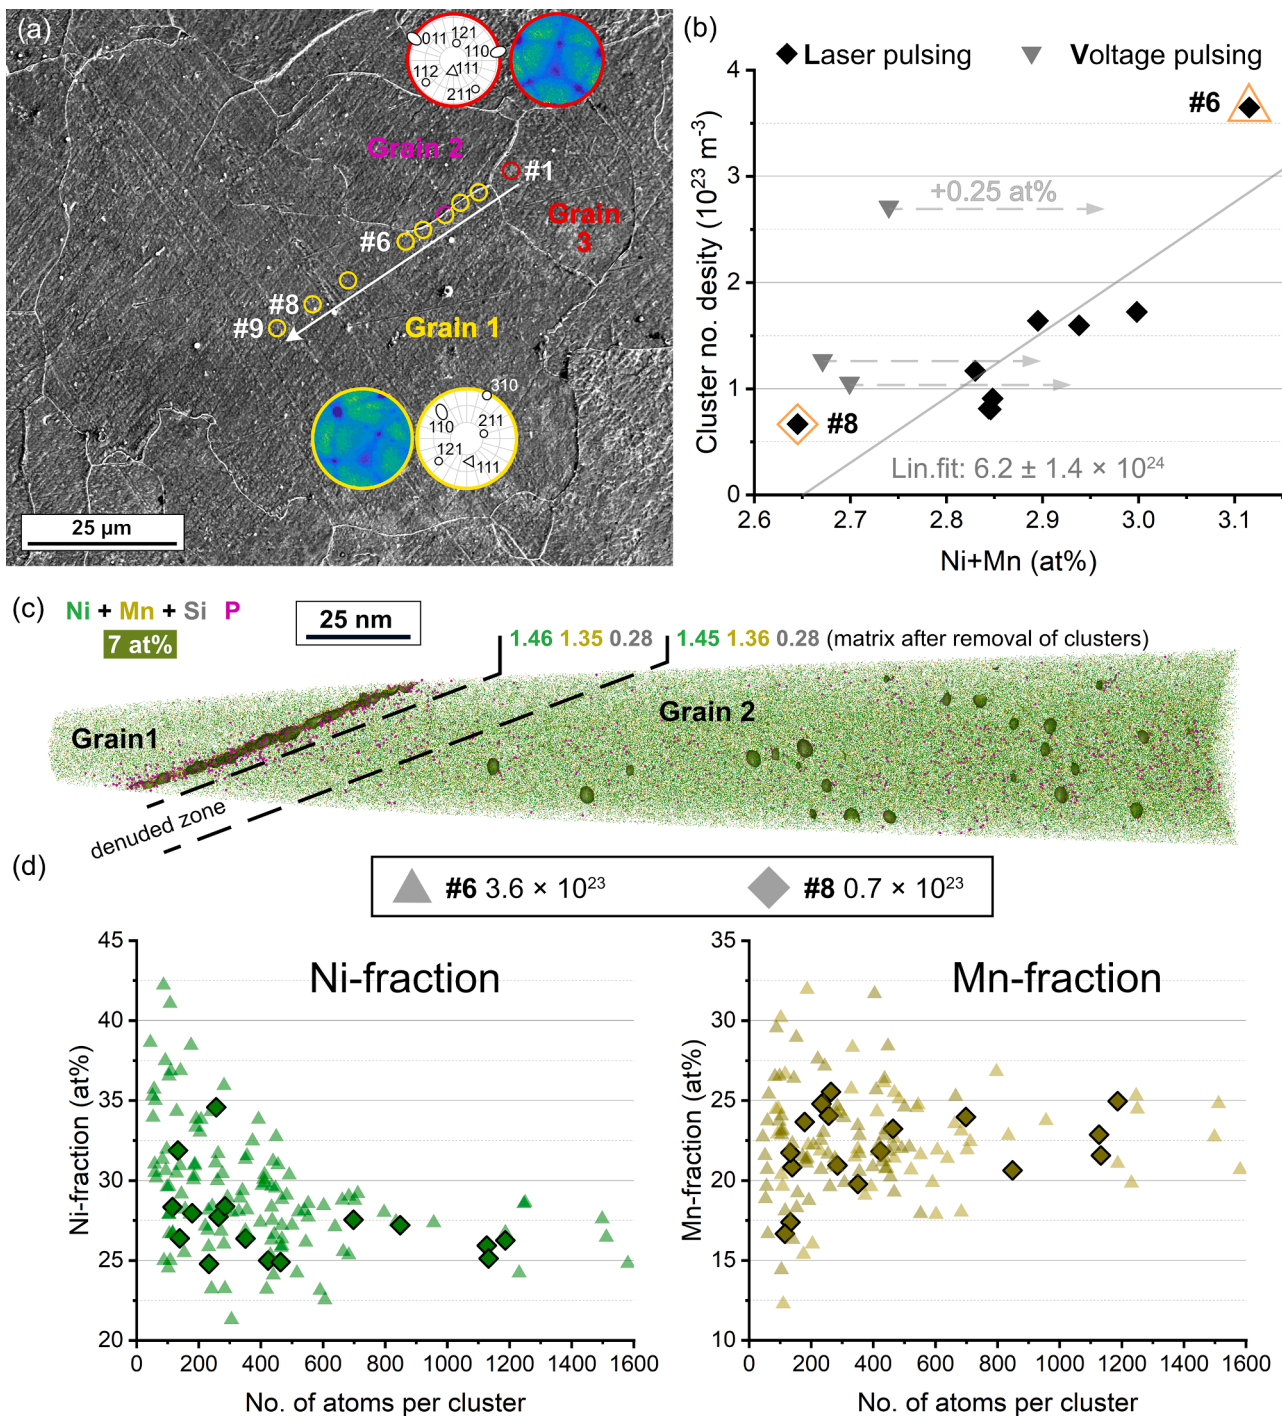 (a)
011 121
110
112 111
211
Grain 2
#1
Grain
3
#6
#8
#9
Grain 1
310
110 211
121
111
25 µm
(b)
Laser pulsing Voltage pulsing
Cluster no. desity (10²³ m⁻³)
4
3
2
1
0
#6
+0.25 at%
#8
Lin.fit: 6.2 ± 1.4 × 10²⁴
2.6 2.7 2.8 2.9 3.0 3.1
Ni+Mn (at%)
(c)
Ni + Mn + Si P
7 at%
25 nm
1.46 1.35 0.28 1.45 1.36 0.28 (matrix after removal of clusters)
Grain1
Grain 2
denuded zone
(d)
#6 3.6 × 10²³ #8 0.7 × 10²³
Ni-fraction
Ni-fraction (at%)
45
40
35
30
25
20
0 200 400 600 800 1000 1200 1400 1600
No. of atoms per cluster
Mn-fraction
Mn-fraction (at%)
35
30
25
20
15
10
0 200 400 600 800 1000 1200 1400 1600
No. of atoms per cluster